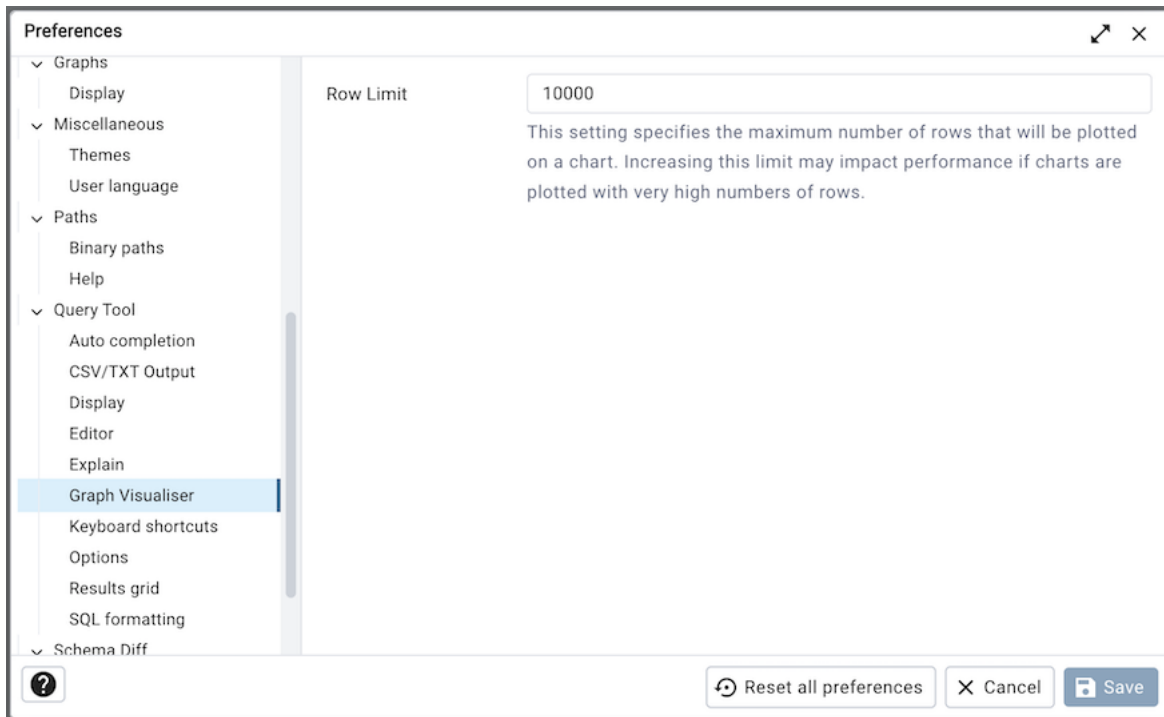 Preferences
Graphs
Display
Miscellaneous
Themes
User language
Paths
Binary paths
Help
Query Tool
Auto completion
CSV/TXT Output
Display
Editor
Explain
Graph Visualiser
Keyboard shortcuts
Options
Results grid
SQL formatting
Schema Diff
Row Limit
10000
This setting specifies the maximum number of rows that will be plotted
on a chart. Increasing this limit may impact performance if charts are
plotted with very high numbers of rows.
Reset all preferences
Cancel
Save